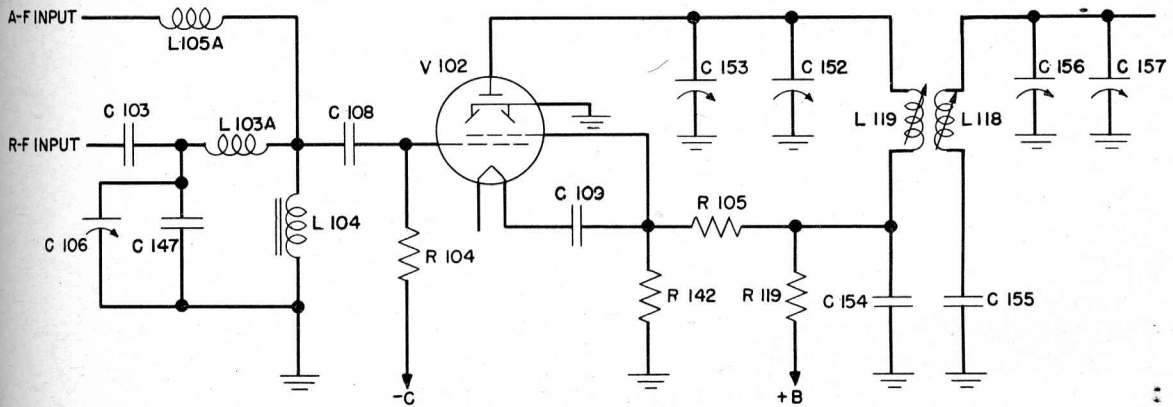 A-F INPUT
L105A
V 102
C 153
C 152
C 156
C 157
C 103
C 108
L 119
L 118
R-F INPUT
L 103A
C 109
R 105
L 104
C 106
C 147
R 104
R 142
R 119
C 154
C 155
-C
+B